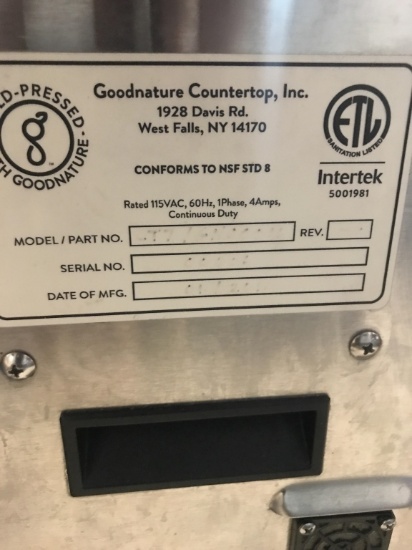 LD-PRESSED
TH GOODNATURE
g
Goodnature Countertop, Inc.
1928 Davis Rd.
West Falls, NY 14170
CONFORMS TO NSF STD 8
Rated 115VAC, 60Hz, 1Phase, 4Amps,
Continuous Duty
ETL
SANITATION LISTED
Intertek
5001981
MODEL / PART NO.
REV.
SERIAL NO.
DATE OF MFG.